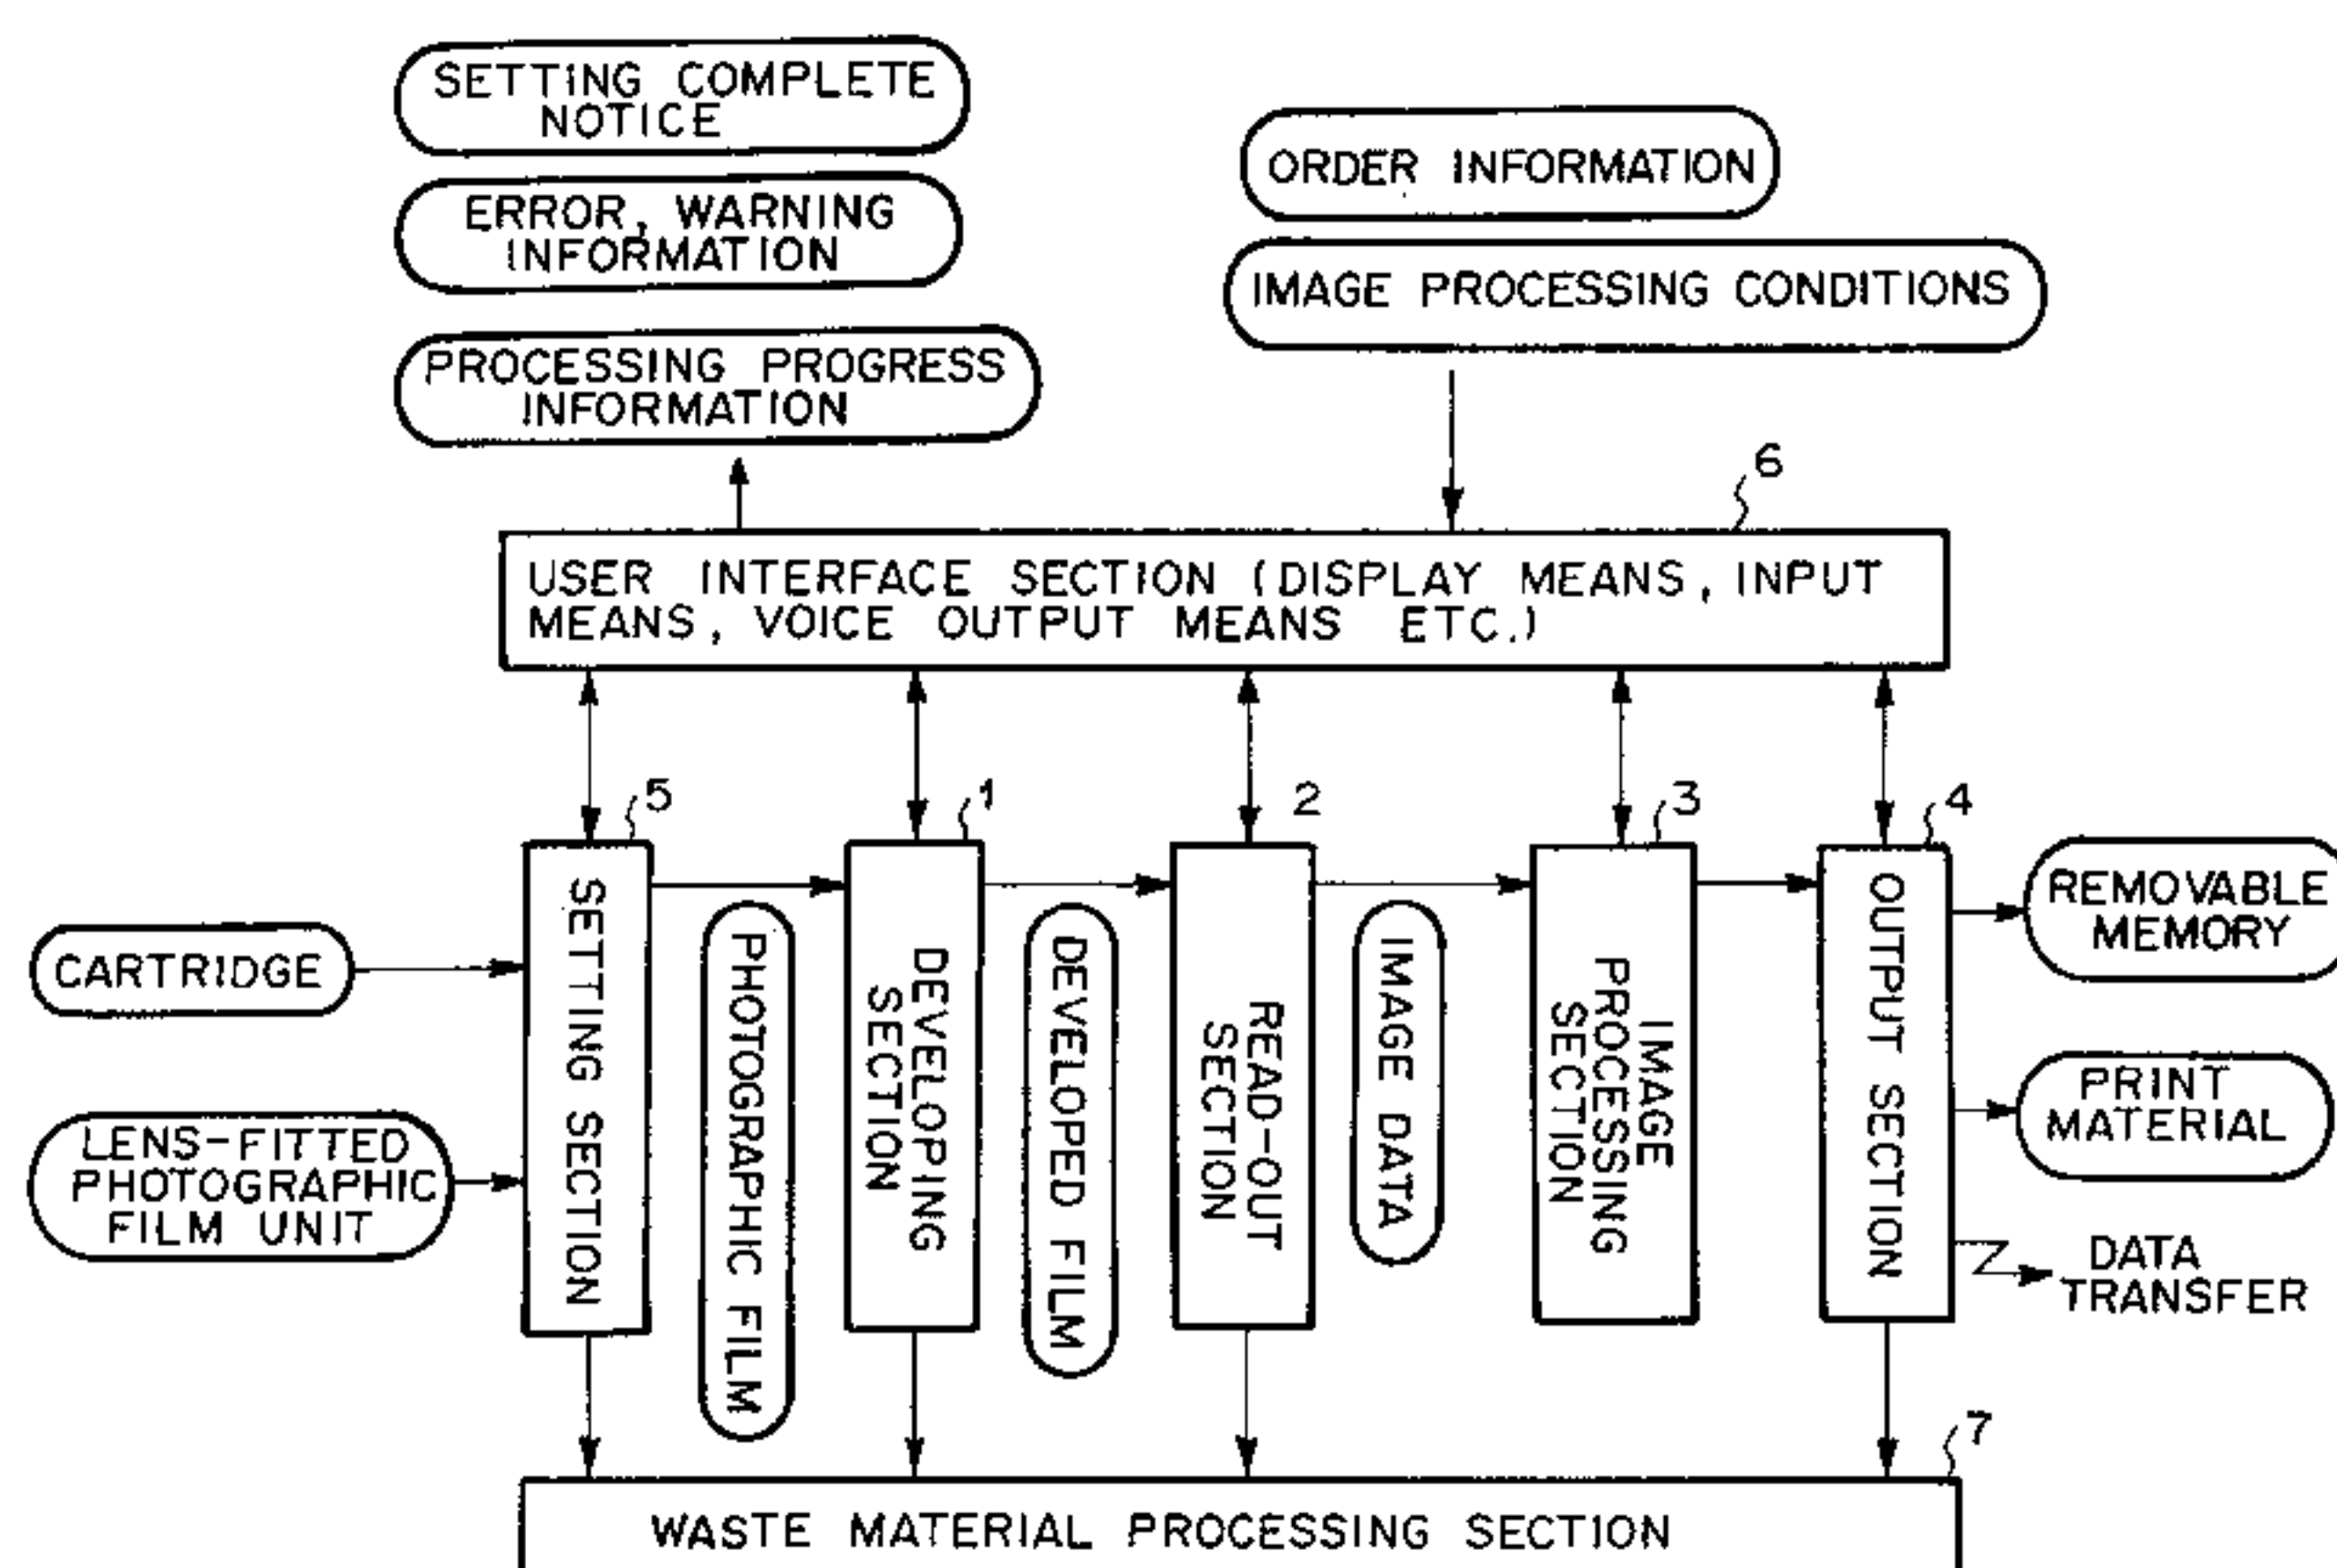 SETTING COMPLETE
NOTICE
ERROR, WARNING
INFORMATION
PROCESSING PROGRESS
INFORMATION
ORDER INFORMATION
IMAGE PROCESSING CONDITIONS
6
USER INTERFACE SECTION (DISPLAY MEANS, INPUT
MEANS, VOICE OUTPUT MEANS ETC.)
5
1
2
3
4
CARTRIDGE
LENS-FITTED
PHOTOGRAPHIC
FILM UNIT
SETTING SECTION
PHOTOGRAPHIC FILM
DEVELOPING
SECTION
DEVELOPED FILM
READ-OUT
SECTION
IMAGE DATA
IMAGE
PROCESSING
SECTION
OUTPUT SECTION
REMOVABLE
MEMORY
PRINT
MATERIAL
DATA
TRANSFER
7
WASTE MATERIAL PROCESSING SECTION